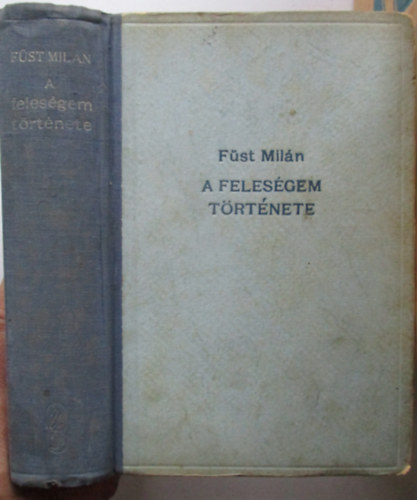 FÜST MILÁN
A
feleségem
története
Füst Milán
A FELESÉGEM
TÖRTÉNETE